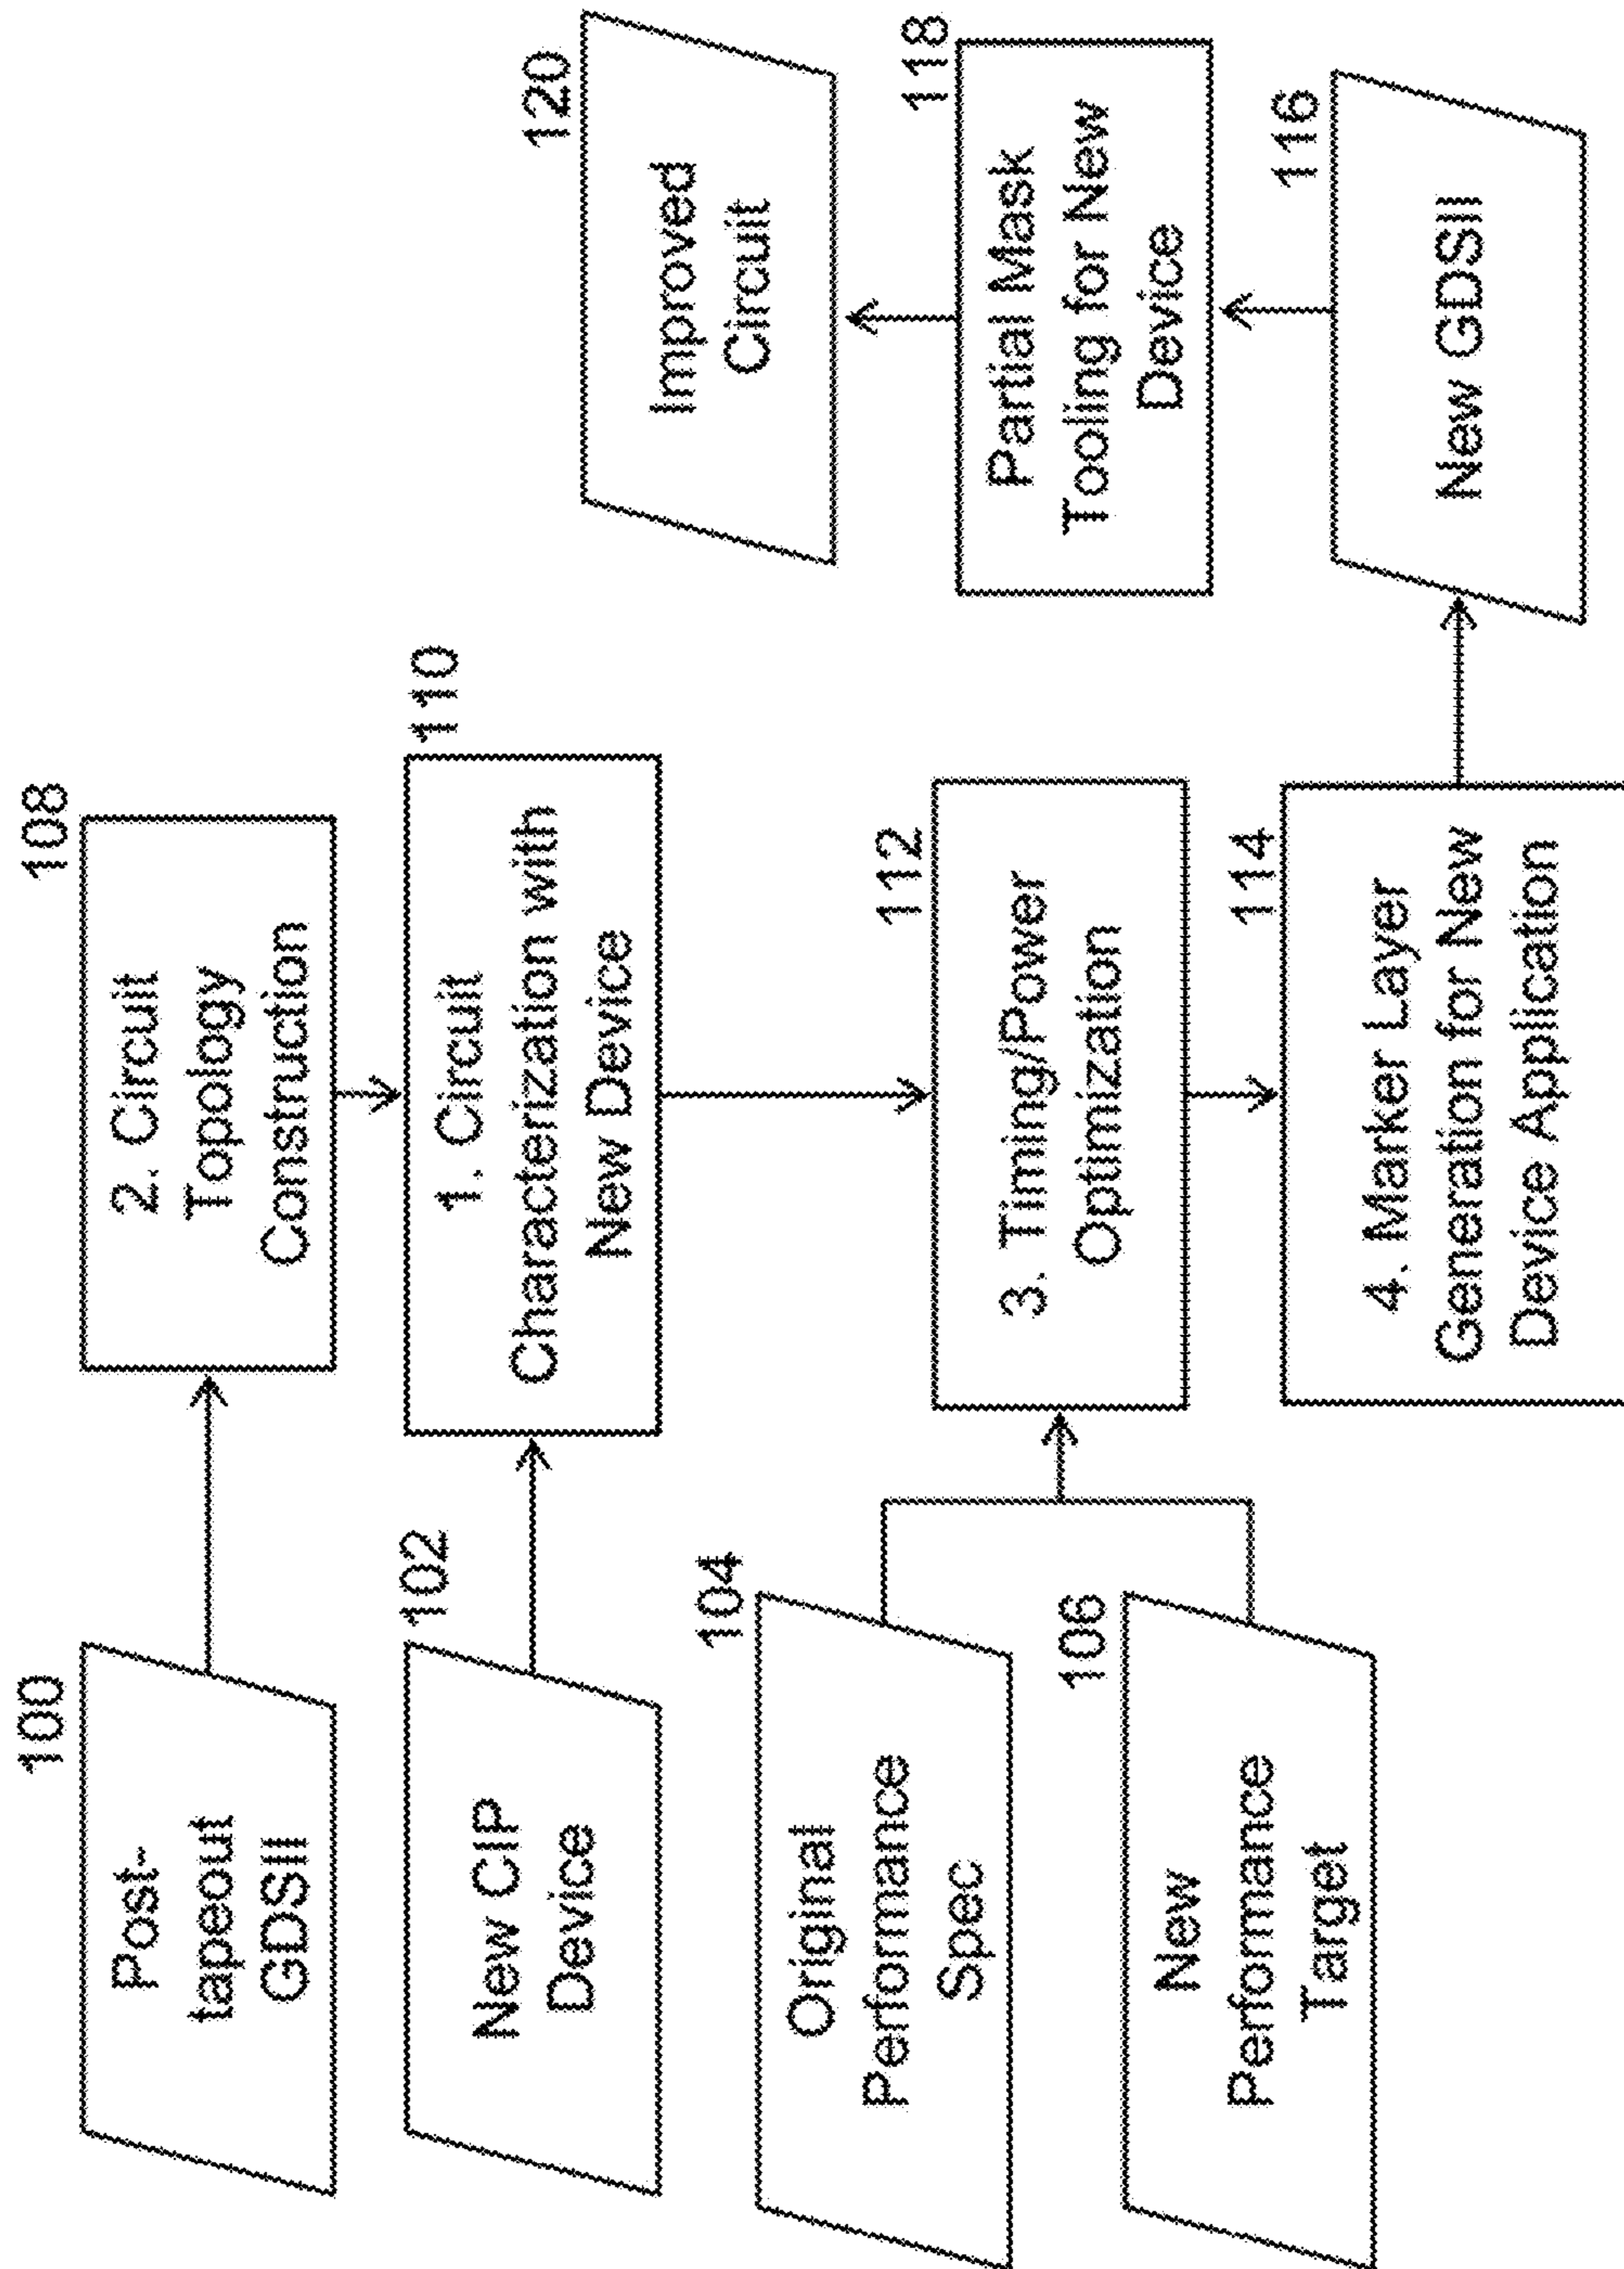 100
Post-
tapeout
GDSII
102
New CIP
Device
104
Original
Performance
Spec
106
New
Performance
Target
108
2. Circuit
Topology
Construction
110
1. Circuit
Characterization with
New Device
112
3. Timing/Power
Optimization
114
4. Marker Layer
Generation for New
Device Application
120
Improved
Circuit
118
Partial Mask
Tooling for New
Device
116
New GDSII